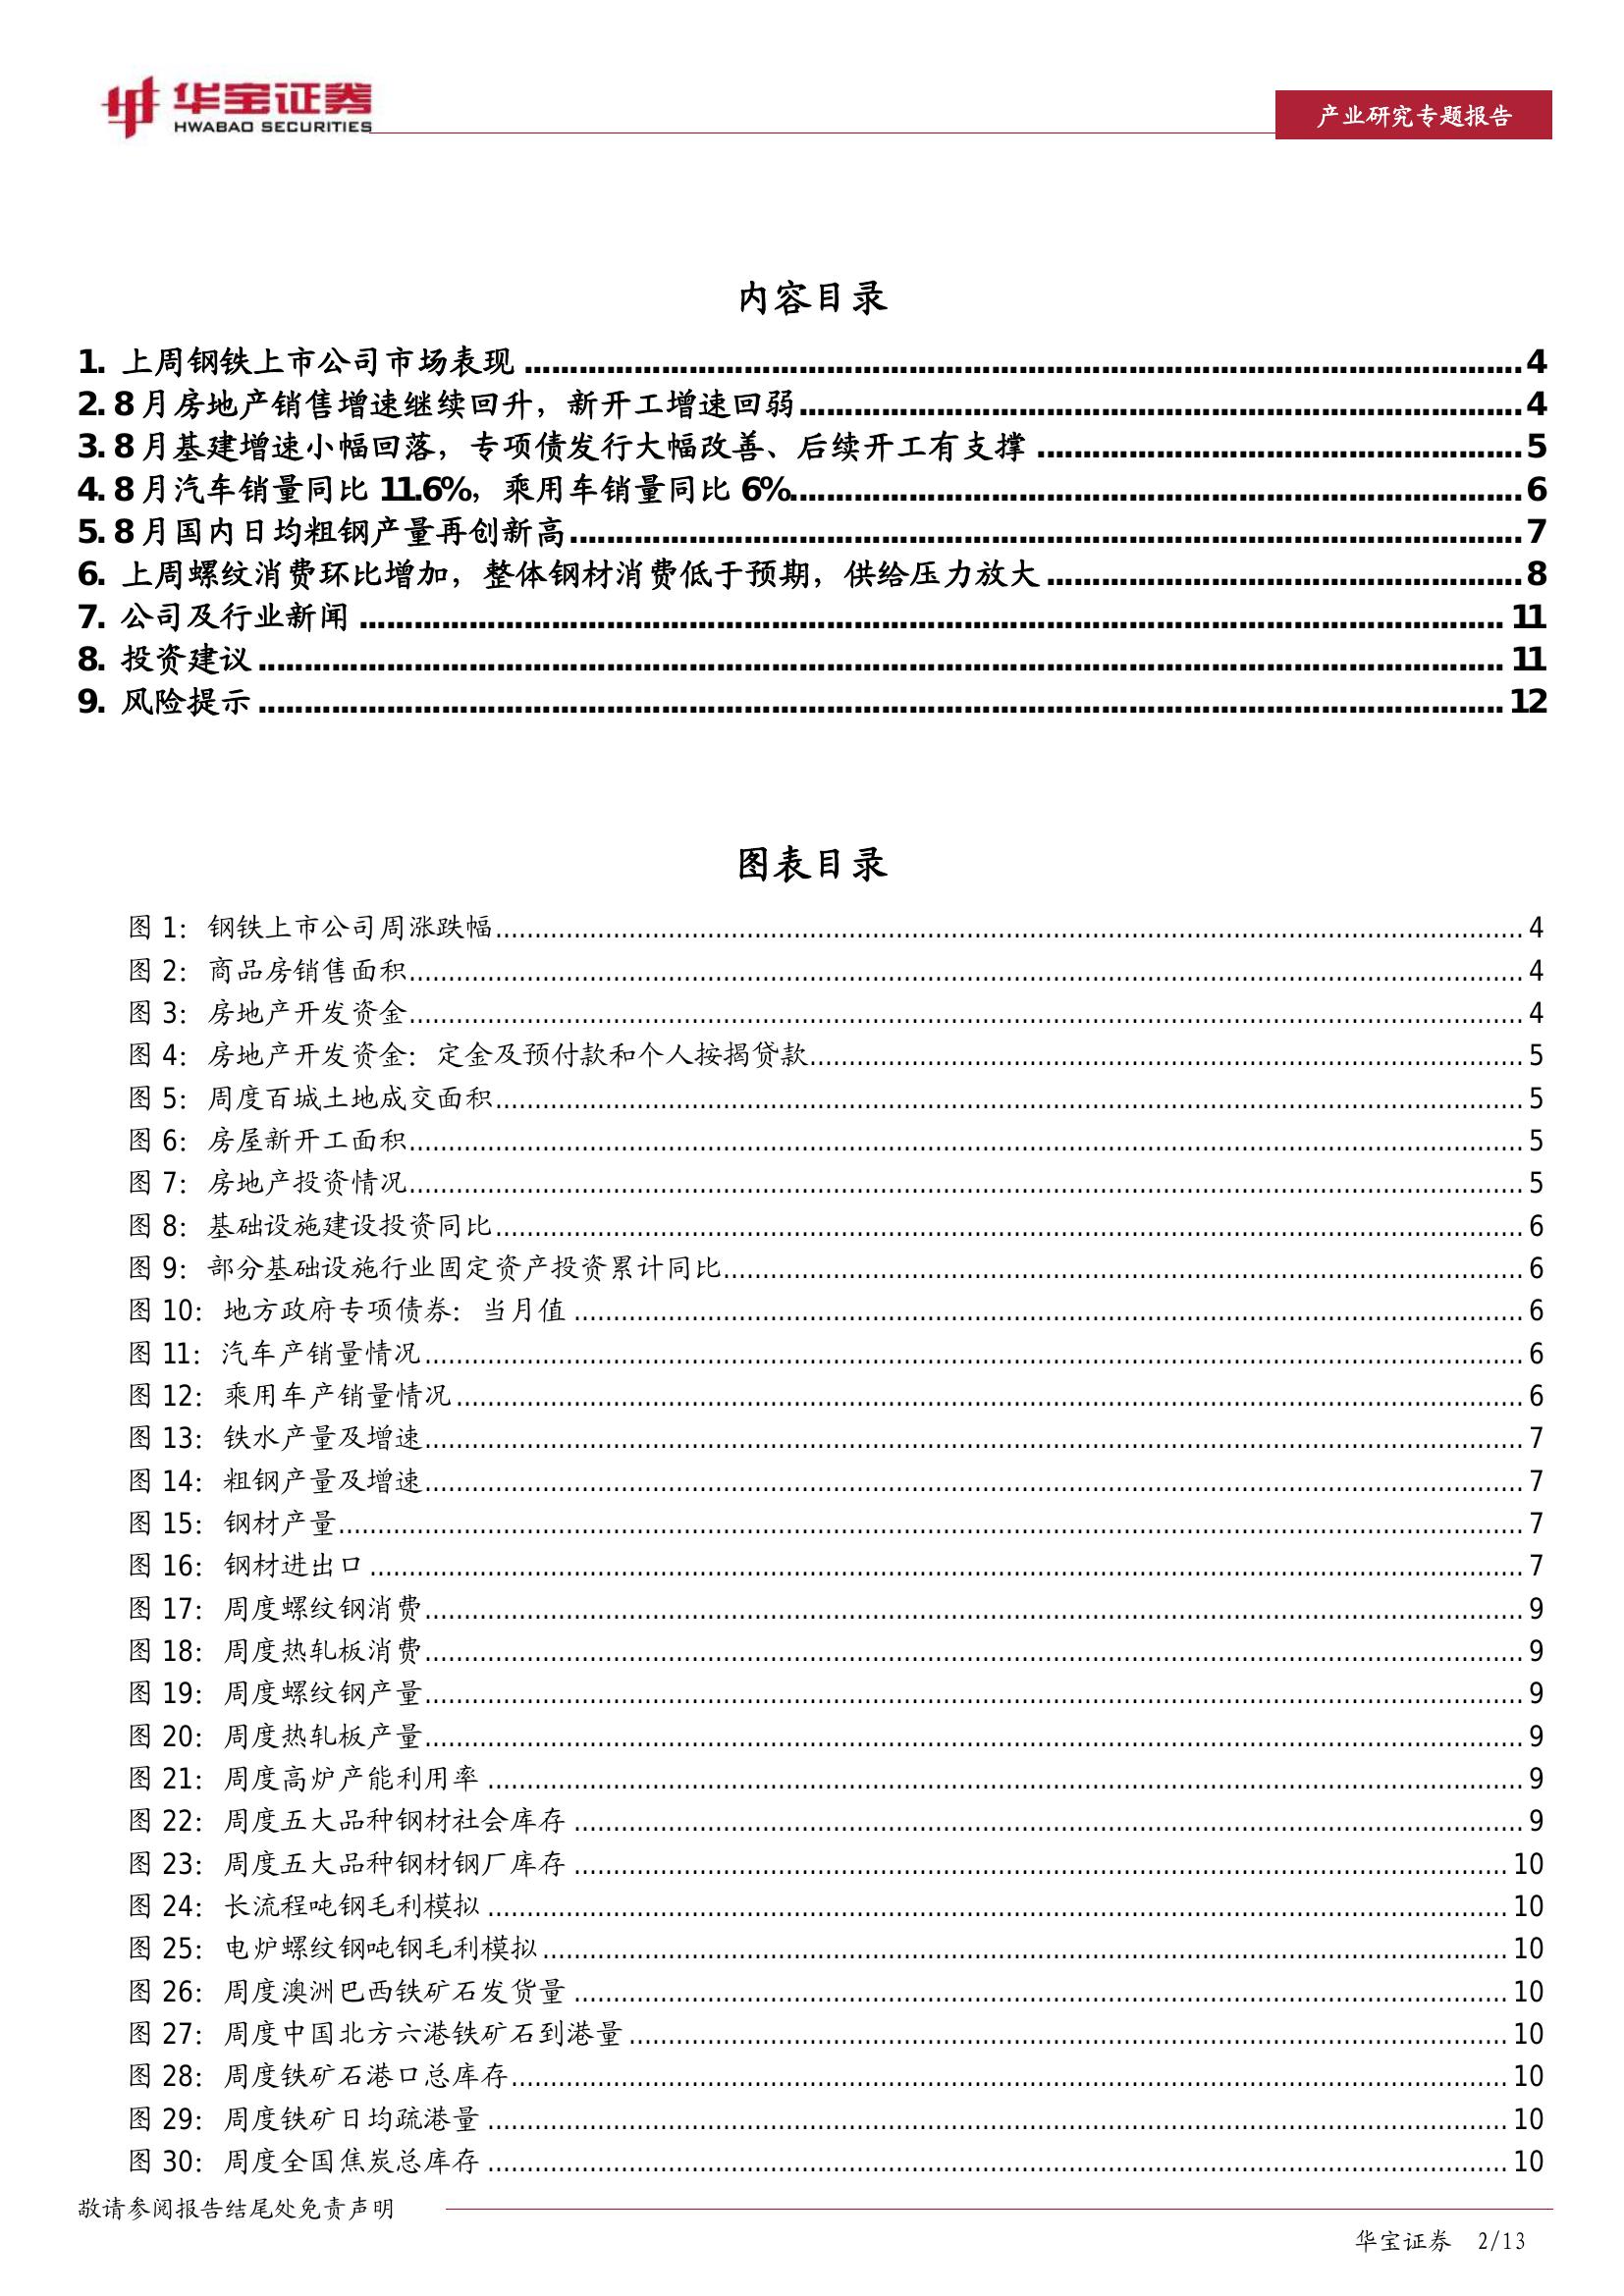 华宝证券
HWABAO SECURITIES
产业研究专题报告
内容目录
1. 上周钢铁上市公司市场表现 ........ 4
2. 8 月房地产销售增速继续回升，新开工增速回弱 ........ 4
3. 8 月基建增速小幅回落，专项债发行大幅改善、后续开工有支撑 ........ 5
4. 8 月汽车销量同比 11.6%，乘用车销量同比 6% ........ 6
5. 8 月国内日均粗钢产量再创新高 ........ 7
6. 上周螺纹消费环比增加，整体钢材消费低于预期，供给压力放大 ........ 8
7. 公司及行业新闻 ........ 11
8. 投资建议 ........ 11
9. 风险提示 ........ 12
图表目录
图 1：钢铁上市公司周涨跌幅 ........ 4
图 2：商品房销售面积 ........ 4
图 3：房地产开发资金 ........ 4
图 4：房地产开发资金：定金及预付款和个人按揭贷款 ........ 5
图 5：周度百城土地成交面积 ........ 5
图 6：房屋新开工面积 ........ 5
图 7：房地产投资情况 ........ 5
图 8：基础设施建设投资同比 ........ 6
图 9：部分基础设施行业固定资产投资累计同比 ........ 6
图 10：地方政府专项债券：当月值 ........ 6
图 11：汽车产销量情况 ........ 6
图 12：乘用车产销量情况 ........ 6
图 13：铁水产量及增速 ........ 7
图 14：粗钢产量及增速 ........ 7
图 15：钢材产量 ........ 7
图 16：钢材进出口 ........ 7
图 17：周度螺纹钢消费 ........ 9
图 18：周度热轧板消费 ........ 9
图 19：周度螺纹钢产量 ........ 9
图 20：周度热轧板产量 ........ 9
图 21：周度高炉产能利用率 ........ 9
图 22：周度五大品种钢材社会库存 ........ 9
图 23：周度五大品种钢材钢厂库存 ........ 10
图 24：长流程吨钢毛利模拟 ........ 10
图 25：电炉螺纹钢吨钢毛利模拟 ........ 10
图 26：周度澳洲巴西铁矿石发货量 ........ 10
图 27：周度中国北方六港铁矿石到港量 ........ 10
图 28：周度铁矿石港口总库存 ........ 10
图 29：周度铁矿日均疏港量 ........ 10
图 30：周度全国焦炭总库存 ........ 10
敬请参阅报告结尾处免责声明
华宝证券 2/13